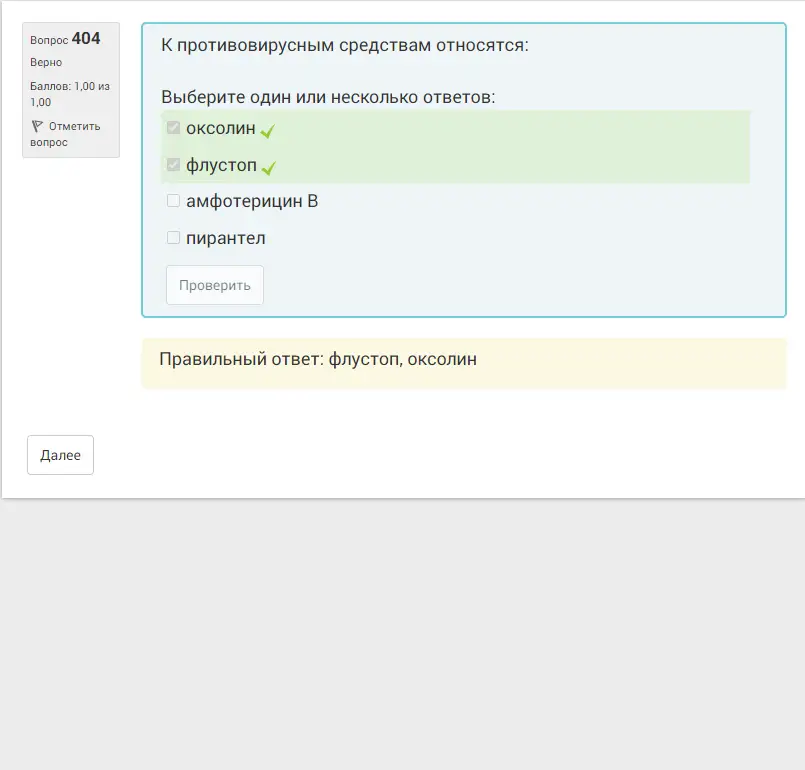 Вопрос 404
Верно
Баллов: 1,00 из
1,00
Отметить
вопрос
К противовирусным средствам относятся:
Выберите один или несколько ответов:
оксолин
флустоп
амфотерицин В
пирантел
Проверить
Правильный ответ: флустоп, оксолин
Далее